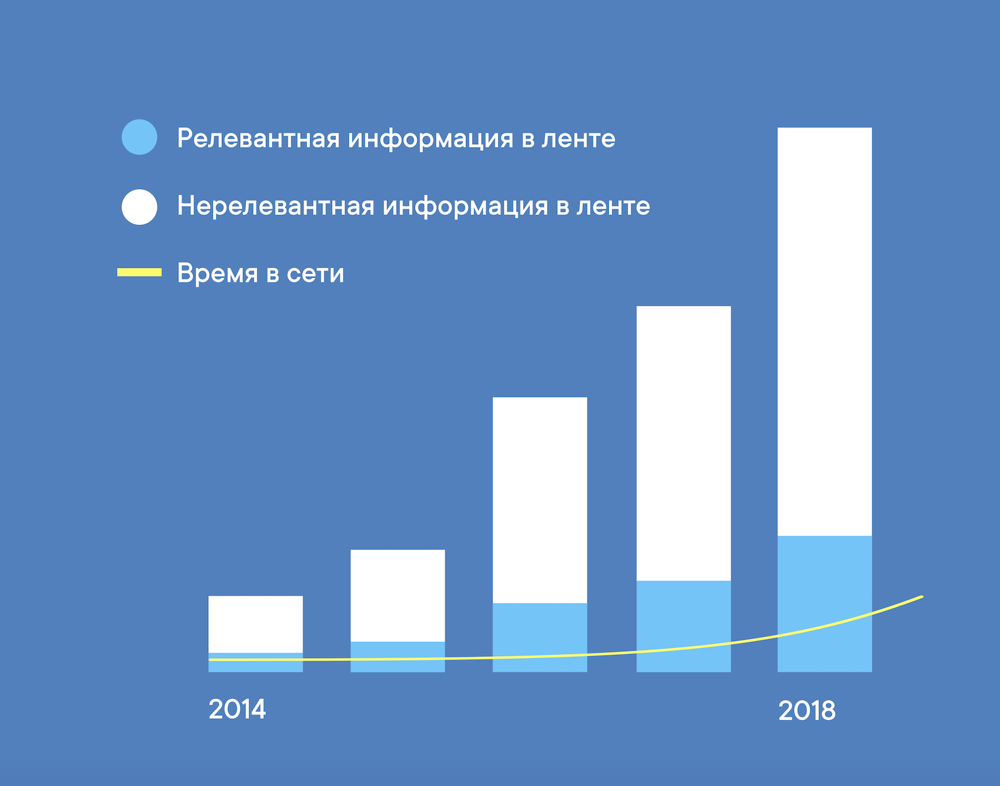 Релевантная информация в ленте
Нерелевантная информация в ленте
Время в сети
2014
2018